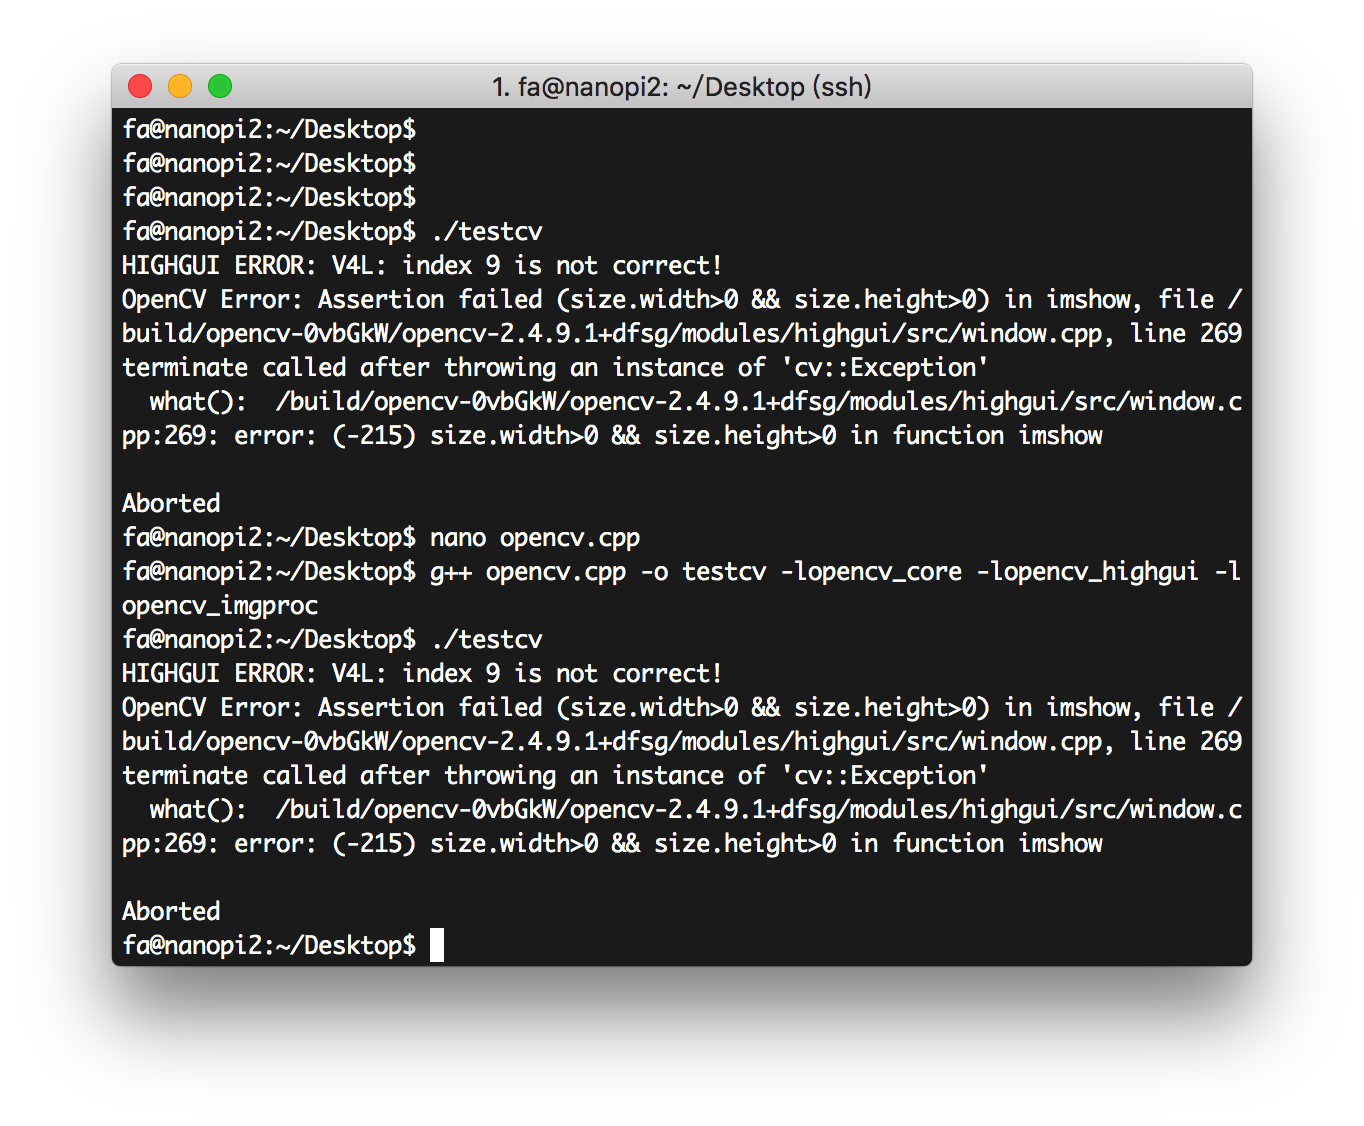 1. fa@nanopi2: ~/Desktop (ssh)
fa@nanopi2:~/Desktop$
fa@nanopi2:~/Desktop$
fa@nanopi2:~/Desktop$
fa@nanopi2:~/Desktop$ ./testcv
HIGHGUI ERROR: V4L: index 9 is not correct!
OpenCV Error: Assertion failed (size.width>0 && size.height>0) in imshow, file /
build/opencv-0vbGkW/opencv-2.4.9.1+dfsg/modules/highgui/src/window.cpp, line 269
terminate called after throwing an instance of 'cv::Exception'
  what():  /build/opencv-0vbGkW/opencv-2.4.9.1+dfsg/modules/highgui/src/window.c
pp:269: error: (-215) size.width>0 && size.height>0 in function imshow
Aborted
fa@nanopi2:~/Desktop$ nano opencv.cpp
fa@nanopi2:~/Desktop$ g++ opencv.cpp -o testcv -lopencv_core -lopencv_highgui -l
opencv_imgproc
fa@nanopi2:~/Desktop$ ./testcv
HIGHGUI ERROR: V4L: index 9 is not correct!
OpenCV Error: Assertion failed (size.width>0 && size.height>0) in imshow, file /
build/opencv-0vbGkW/opencv-2.4.9.1+dfsg/modules/highgui/src/window.cpp, line 269
terminate called after throwing an instance of 'cv::Exception'
  what():  /build/opencv-0vbGkW/opencv-2.4.9.1+dfsg/modules/highgui/src/window.c
pp:269: error: (-215) size.width>0 && size.height>0 in function imshow
Aborted
fa@nanopi2:~/Desktop$